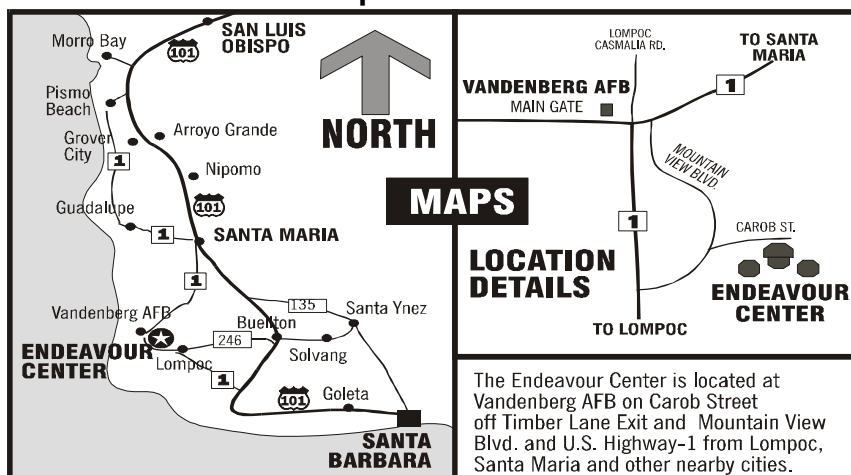 SAN LUIS
OBISPO
101
Morro Bay
Pismo
Beach
Grover
City
Arroyo Grande
1
Nipomo
101
Guadalupe
1
SANTA MARIA
1
135
Santa Ynez
Vandenberg AFB
Buellton
246
Solvang
ENDEAVOUR
CENTER
Lompoc
1
101
Goleta
SANTA
BARBARA
NORTH
MAPS
LOMPOC
CASMALIA RD.
TO SANTA
MARIA
1
VANDENBERG AFB
MAIN GATE
MOUNTAIN
VIEW BLVD.
1
CAROB ST.
LOCATION
DETAILS
ENDEAVOUR
CENTER
TO LOMPOC
The Endeavour Center is located at
Vandenberg AFB on Carob Street
off Timber Lane Exit and Mountain View
Blvd. and U.S. Highway-1 from Lompoc,
Santa Maria and other nearby cities.